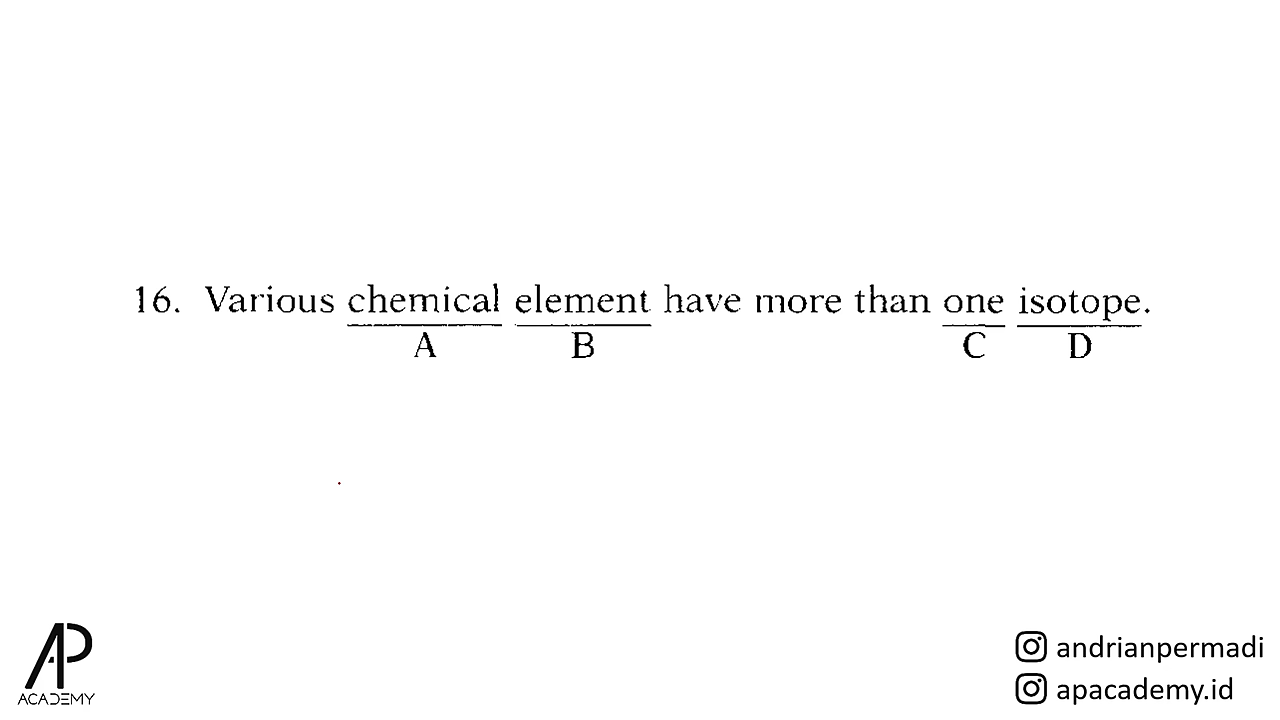 16. Various chemical element have more than one isotope.
A B C D
AP
ACADEMY
andrianpermadi
apacademy.id